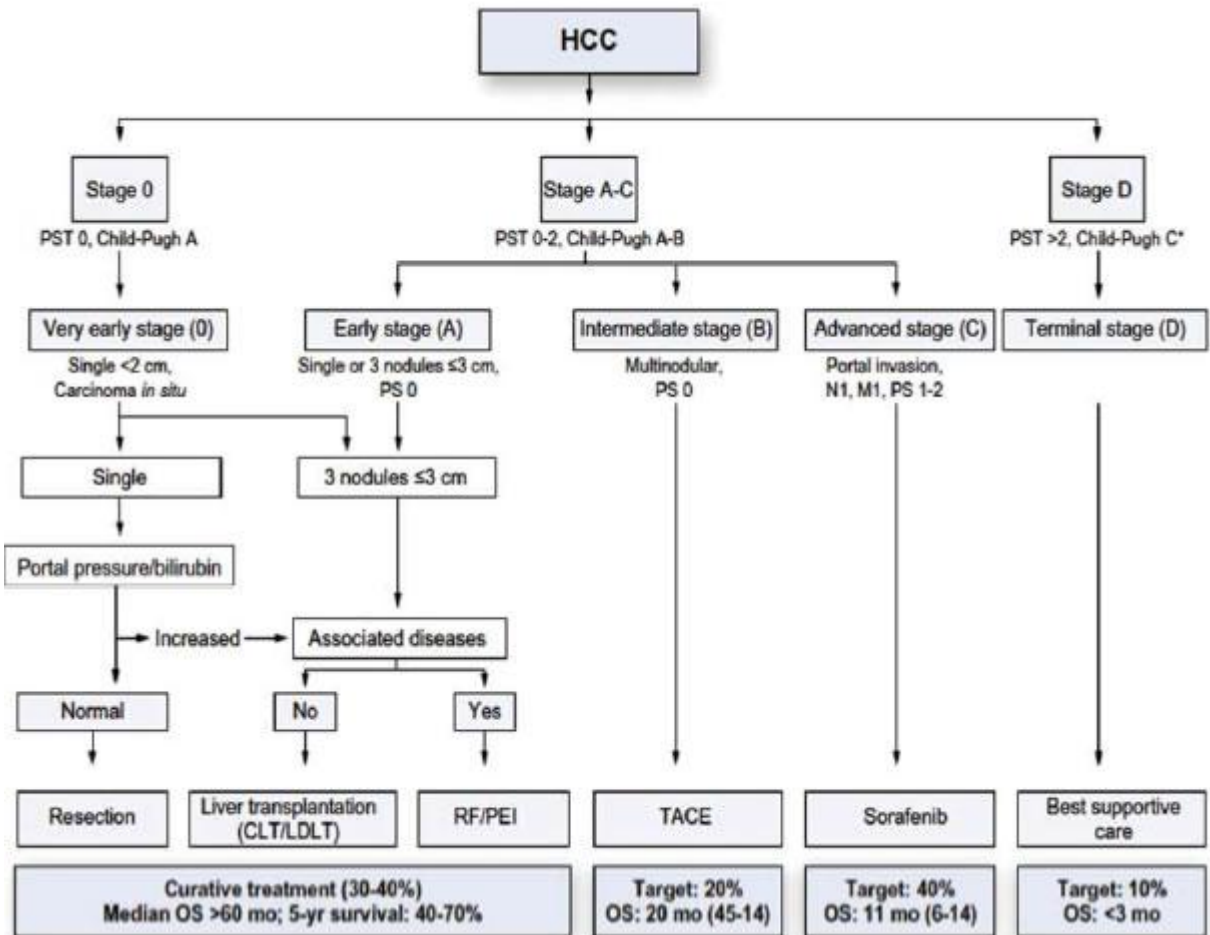 HCC
Stage 0
Stage A-C
Stage D
PST 0, Child-Pugh A
PST 0-2, Child-Pugh A-B
PST >2, Child-Pugh C*
Very early stage (0)
Early stage (A)
Intermediate stage (B)
Advanced stage (C)
Terminal stage (D)
Single <2 cm,
Carcinoma in situ
Single or 3 nodules ≤3 cm,
PS 0
Multinodular,
PS 0
Portal invasion,
N1, M1, PS 1-2
Single
3 nodules ≤3 cm
Portal pressure/bilirubin
Increased
Associated diseases
Normal
No
Yes
Resection
Liver transplantation
(CLT/LDLT)
RF/PEI
TACE
Sorafenib
Best supportive
care
Curative treatment (30-40%)
Median OS >60 mo; 5-yr survival: 40-70%
Target: 20%
OS: 20 mo (45-14)
Target: 40%
OS: 11 mo (6-14)
Target: 10%
OS: <3 mo